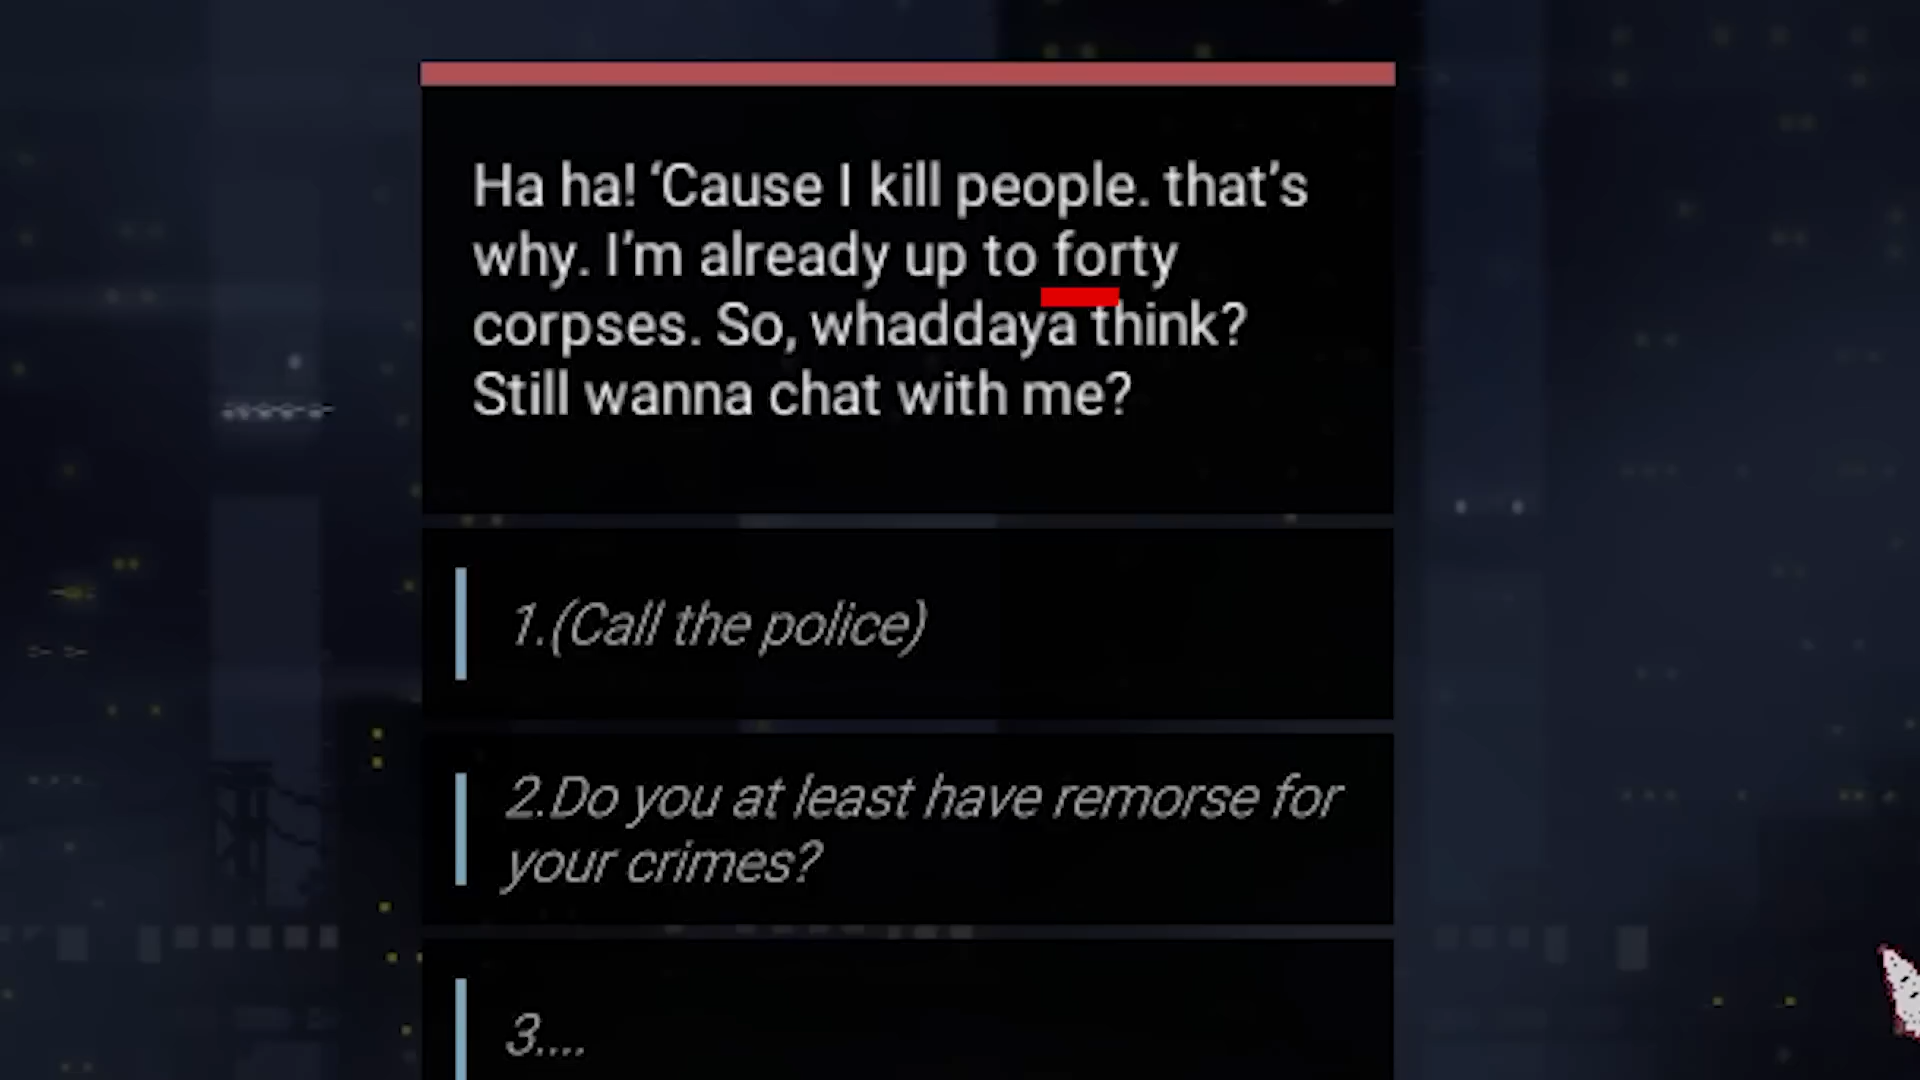 Ha ha! ‘Cause I kill people. that’s
why. I’m already up to forty
corpses. So, whaddaya think?
Still wanna chat with me?
1.(Call the police)
2.Do you at least have remorse for
your crimes?
3....